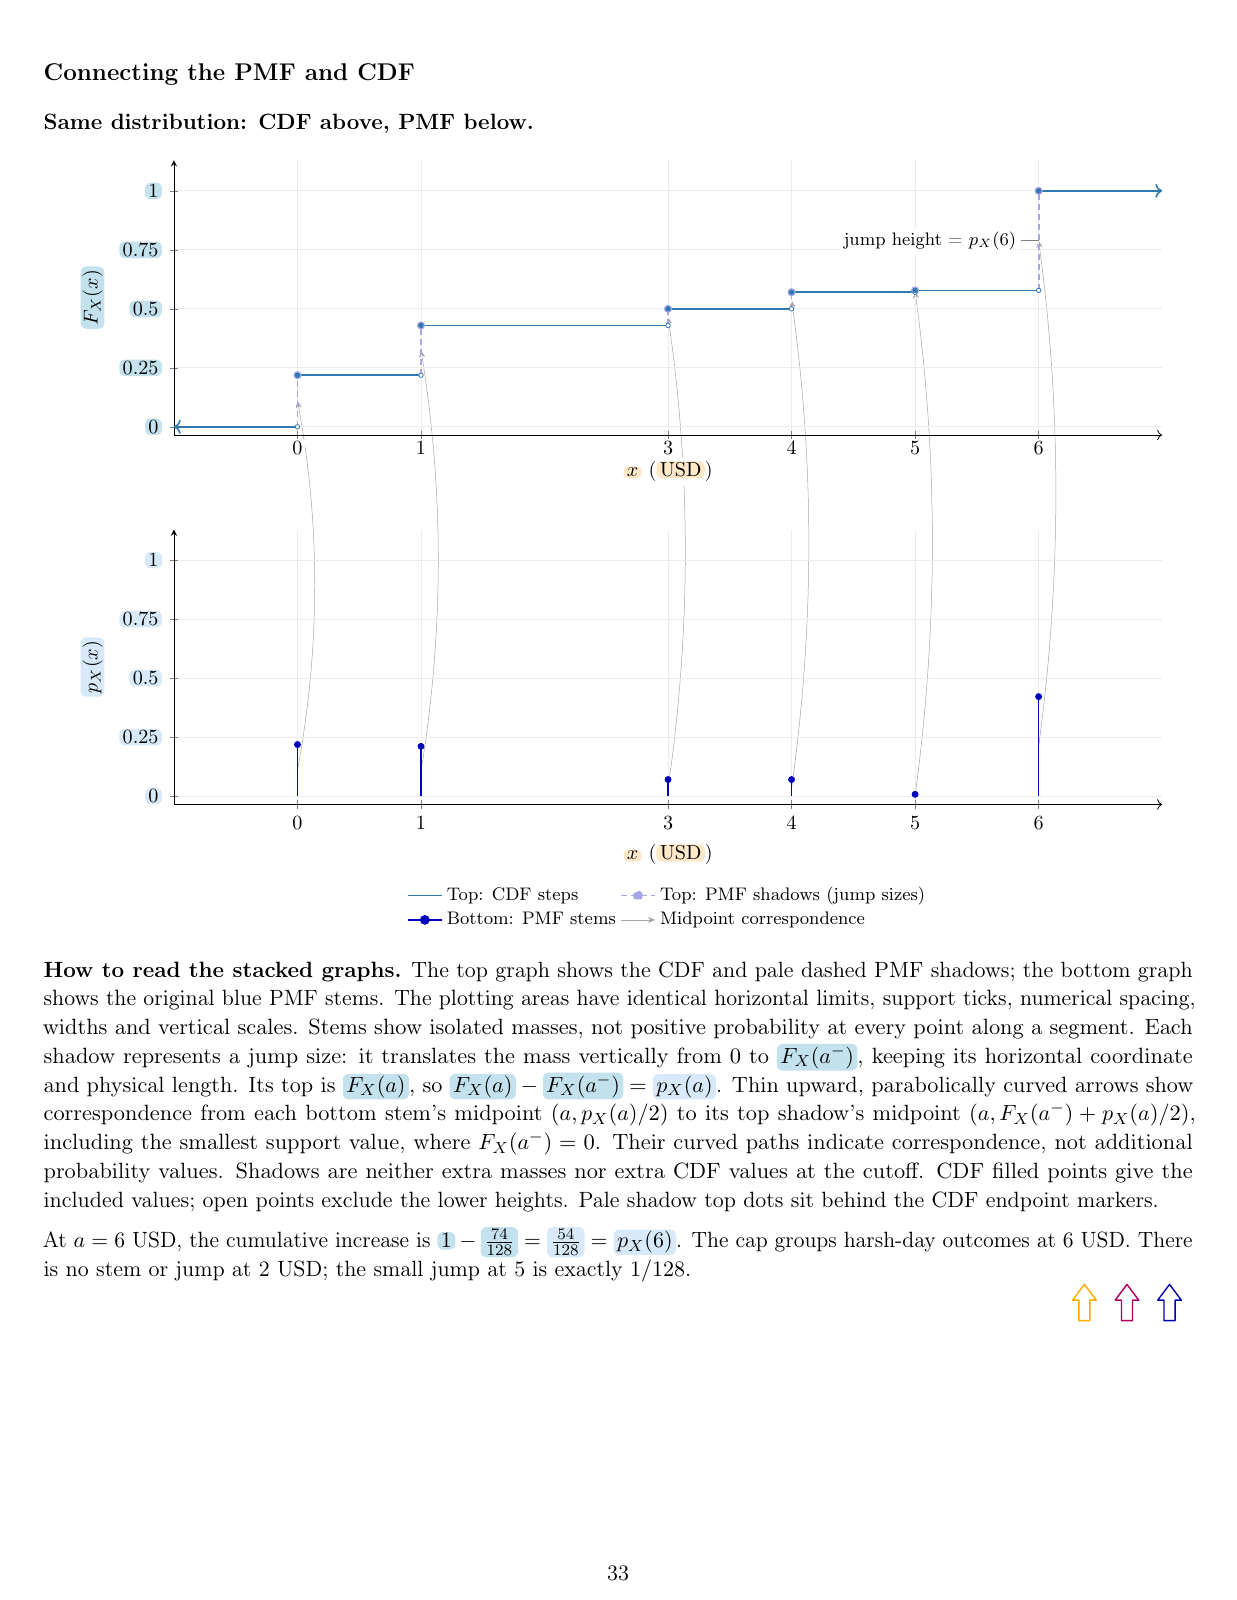 Connecting the PMF and CDF
Same distribution: CDF above, PMF below.
1
0.75
0.5
0.25
0
F_X(x)
jump height = p_X(6)
0 1 3 4 5 6
x (USD)
1
0.75
0.5
0.25
0
p_X(x)
0 1 3 4 5 6
x (USD)
Top: CDF steps Top: PMF shadows (jump sizes)
Bottom: PMF stems Midpoint correspondence
How to read the stacked graphs. The top graph shows the CDF and pale dashed PMF shadows; the bottom graph
shows the original blue PMF stems. The plotting areas have identical horizontal limits, support ticks, numerical spacing,
widths and vertical scales. Stems show isolated masses, not positive probability at every point along a segment. Each
shadow represents a jump size: it translates the mass vertically from 0 to F_X(a⁻), keeping its horizontal coordinate
and physical length. Its top is F_X(a), so F_X(a) − F_X(a⁻) = p_X(a). Thin upward, parabolically curved arrows show
correspondence from each bottom stem's midpoint (a, p_X(a)/2) to its top shadow's midpoint (a, F_X(a⁻) + p_X(a)/2),
including the smallest support value, where F_X(a⁻) = 0. Their curved paths indicate correspondence, not additional
probability values. Shadows are neither extra masses nor extra CDF values at the cutoff. CDF filled points give the
included values; open points exclude the lower heights. Pale shadow top dots sit behind the CDF endpoint markers.
At a = 6 USD, the cumulative increase is 1 − 74/128 = 54/128 = p_X(6). The cap groups harsh-day outcomes at 6 USD. There
is no stem or jump at 2 USD; the small jump at 5 is exactly 1/128.
33